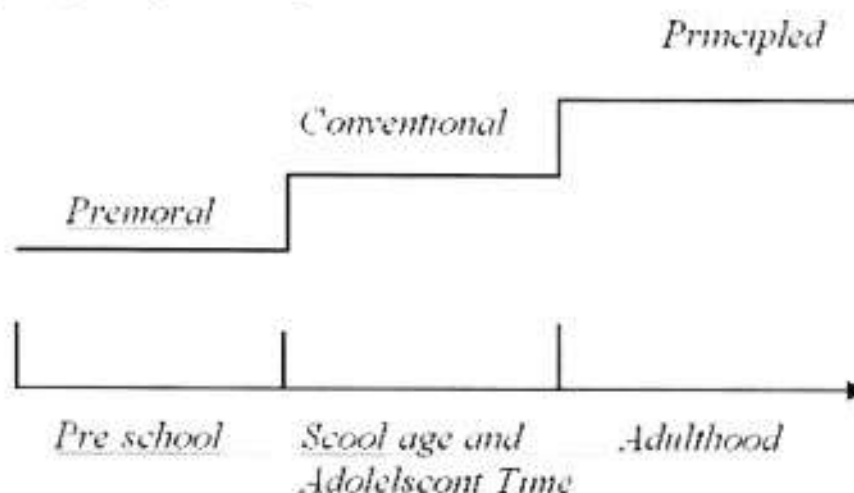 Principled
Conventional
Premoral
Pre school
Scool age and
Adolelscont Time
Adulthood